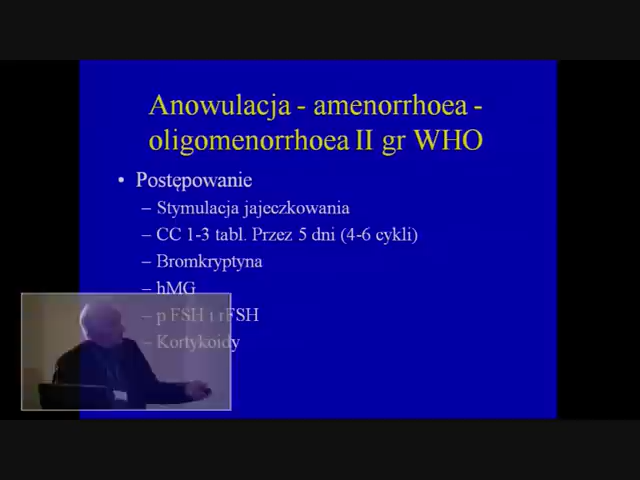 Anowulacja - amenorrhoea -
oligomenorrhoea II gr WHO
• Postępowanie
– Stymulacja jajeczkowania
– CC 1-3 tabl. Przez 5 dni (4-6 cykli)
– Bromkryptyna
– hMG
– p FSH i rFSH
– Kortykoidy